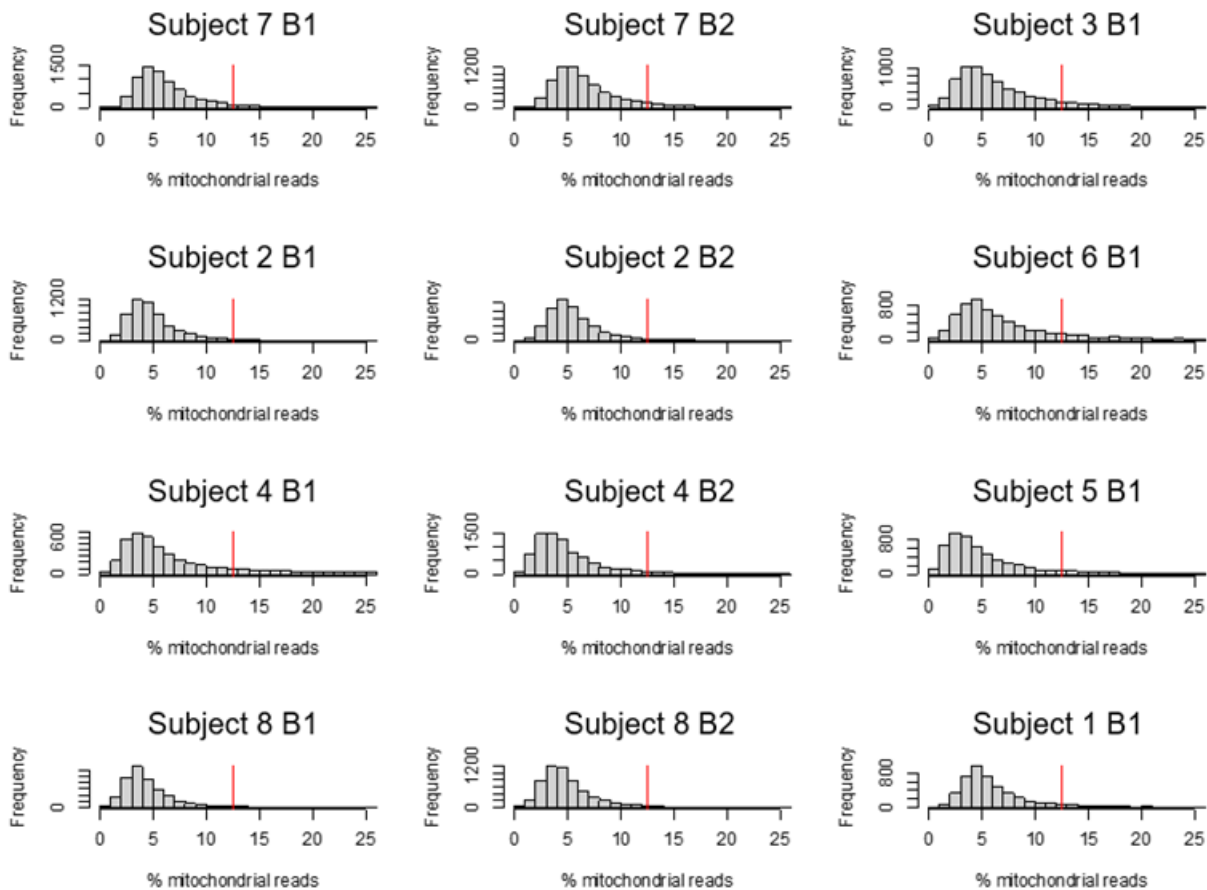 Subject 7 B1 Subject 7 B2 Subject 3 B1
Frequency 0 1500 Frequency 0 1200 Frequency 0 1000
0 5 10 15 20 25 0 5 10 15 20 25 0 5 10 15 20 25
% mitochondrial reads % mitochondrial reads % mitochondrial reads
Subject 2 B1 Subject 2 B2 Subject 6 B1
Frequency 0 1200 Frequency 0 Frequency 0 800
0 5 10 15 20 25 0 5 10 15 20 25 0 5 10 15 20 25
% mitochondrial reads % mitochondrial reads % mitochondrial reads
Subject 4 B1 Subject 4 B2 Subject 5 B1
Frequency 0 600 Frequency 0 1500 Frequency 0 800
0 5 10 15 20 25 0 5 10 15 20 25 0 5 10 15 20 25
% mitochondrial reads % mitochondrial reads % mitochondrial reads
Subject 8 B1 Subject 8 B2 Subject 1 B1
Frequency 0 Frequency 0 1200 Frequency 0 800
0 5 10 15 20 25 0 5 10 15 20 25 0 5 10 15 20 25
% mitochondrial reads % mitochondrial reads % mitochondrial reads